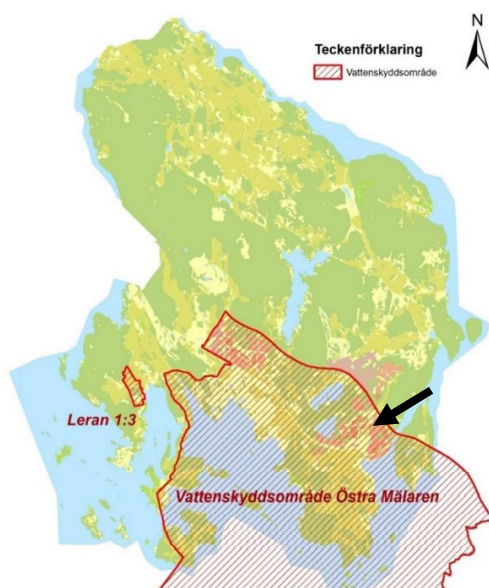 N
Teckenförklaring
Vattenskyddsområde
Leran 1:3
Vattenskyddsområde Östra Mälaren